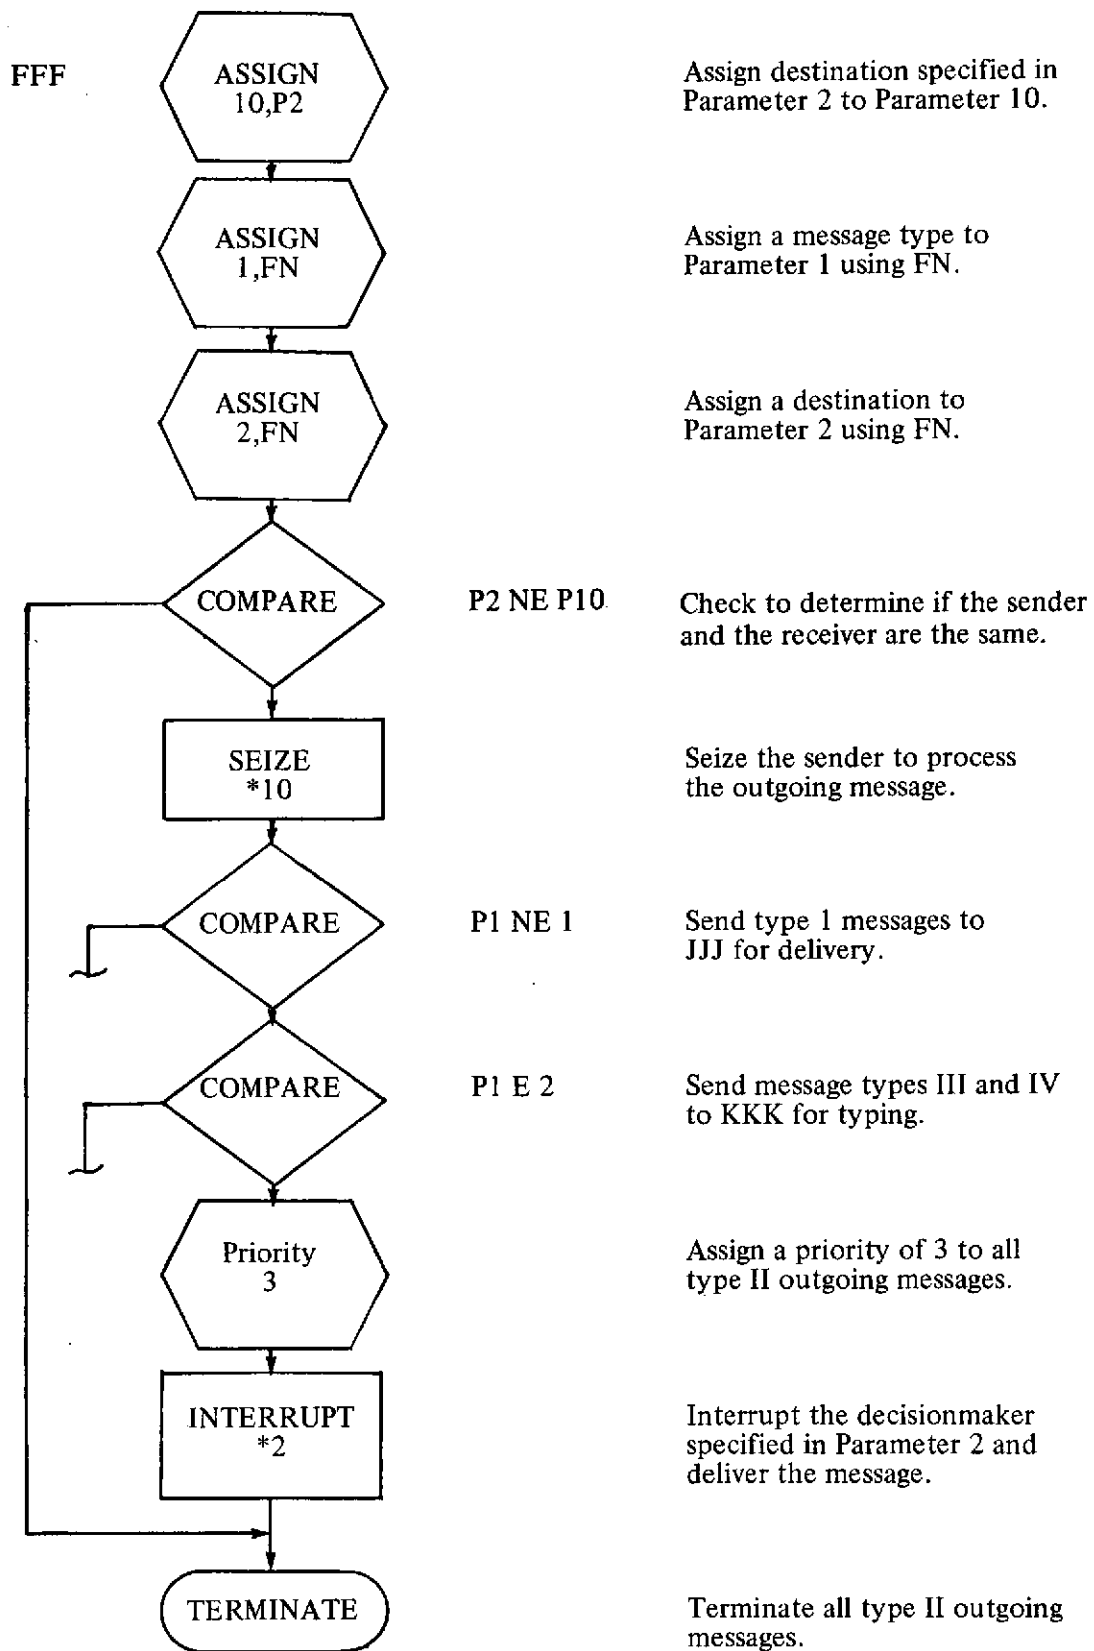 FFF
ASSIGN
10,P2
Assign destination specified in
Parameter 2 to Parameter 10.
ASSIGN
1,FN
Assign a message type to
Parameter 1 using FN.
ASSIGN
2,FN
Assign a destination to
Parameter 2 using FN.
COMPARE
P2 NE P10
Check to determine if the sender
and the receiver are the same.
SEIZE
*10
Seize the sender to process
the outgoing message.
COMPARE
P1 NE 1
Send type 1 messages to
JJJ for delivery.
COMPARE
P1 E 2
Send message types III and IV
to KKK for typing.
Priority
3
Assign a priority of 3 to all
type II outgoing messages.
INTERRUPT
*2
Interrupt the decisionmaker
specified in Parameter 2 and
deliver the message.
TERMINATE
Terminate all type II outgoing
messages.